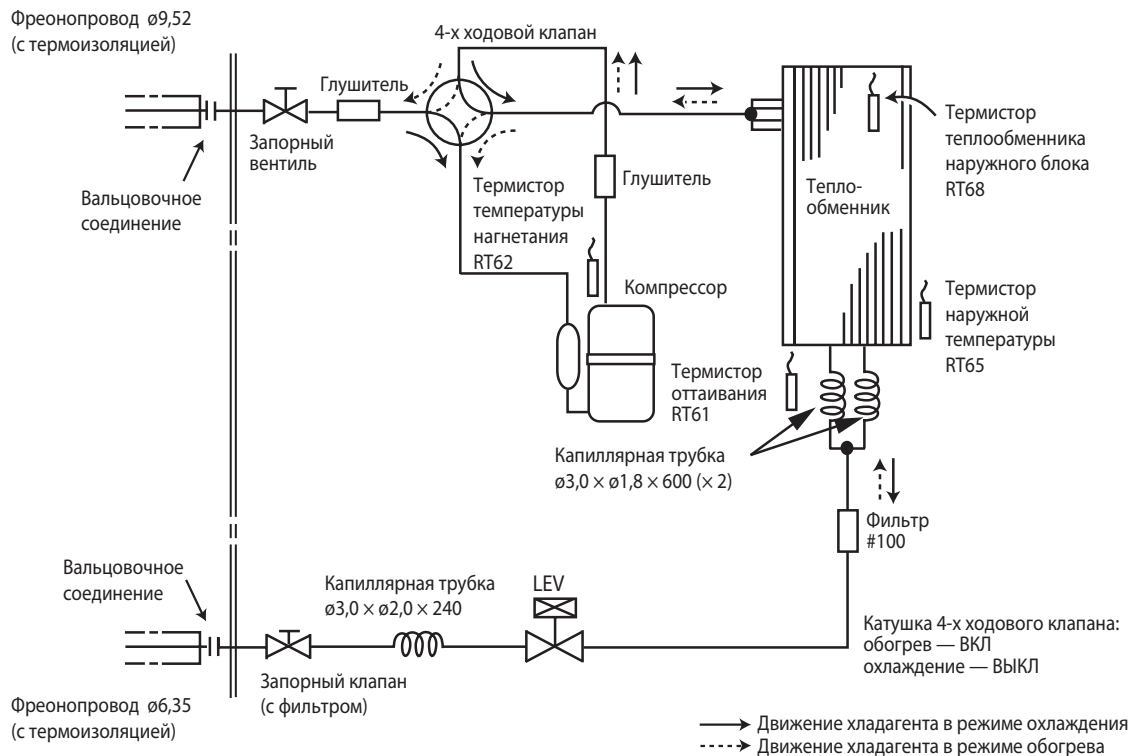 Фреонопровод ø9,52
(с термоизоляцией)
4-х ходовой клапан
Глушитель
Запорный
вентиль
Вальцовочное
соединение
Термистор
температуры
нагнетания
RT62
Глушитель
Компрессор
Тепло-
обменник
Термистор
теплообменника
наружного блока
RT68
Термистор
наружной
температуры
RT65
Термистор
оттаивания
RT61
Капиллярная трубка
ø3,0 × ø1,8 × 600 (× 2)
Фильтр
#100
Вальцовочное
соединение
Капиллярная трубка
ø3,0 × ø2,0 × 240
LEV
Запорный клапан
(с фильтром)
Фреонопровод ø6,35
(с термоизоляцией)
Катушка 4-х ходового клапана:
обогрев — ВКЛ
охлаждение — ВЫКЛ
Движение хладагента в режиме охлаждения
Движение хладагента в режиме обогрева